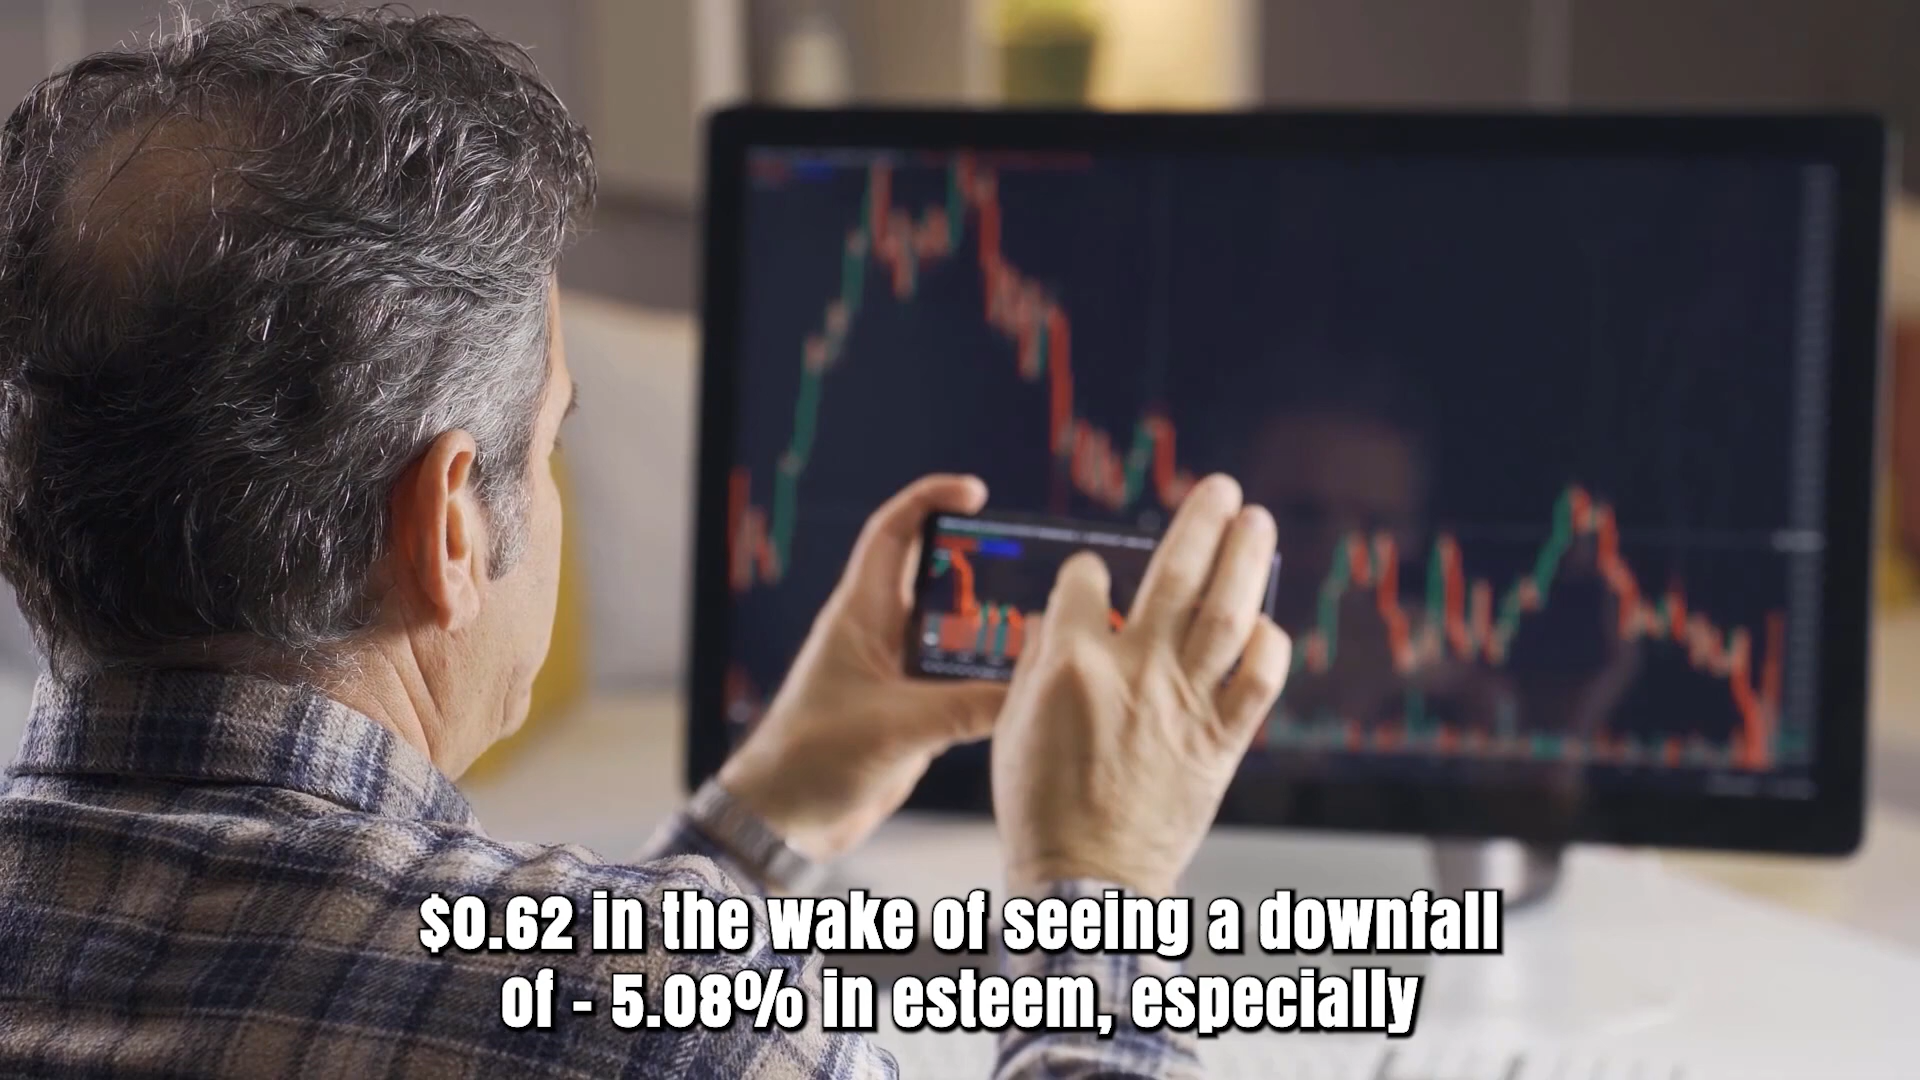 $0.62 in the wake of seeing a downfall
of - 5.08% in esteem, especially